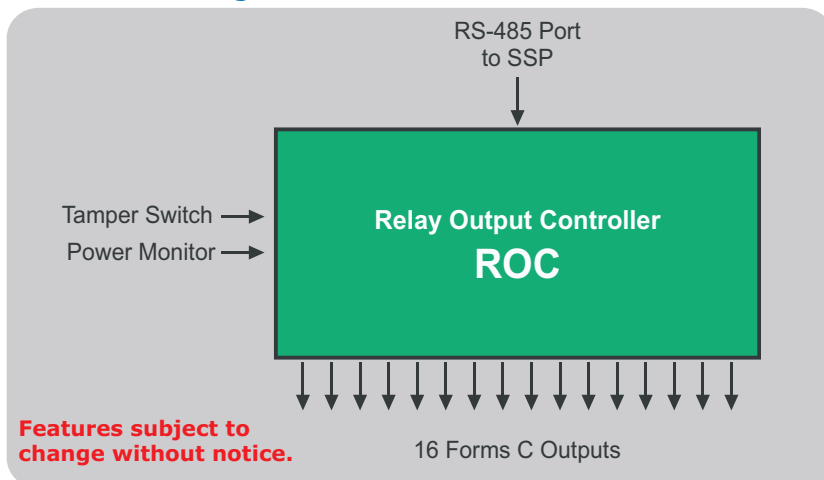 RS-485 Port
to SSP
Tamper Switch
Power Monitor
Relay Output Controller
ROC
Features subject to
change without notice.
16 Forms C Outputs